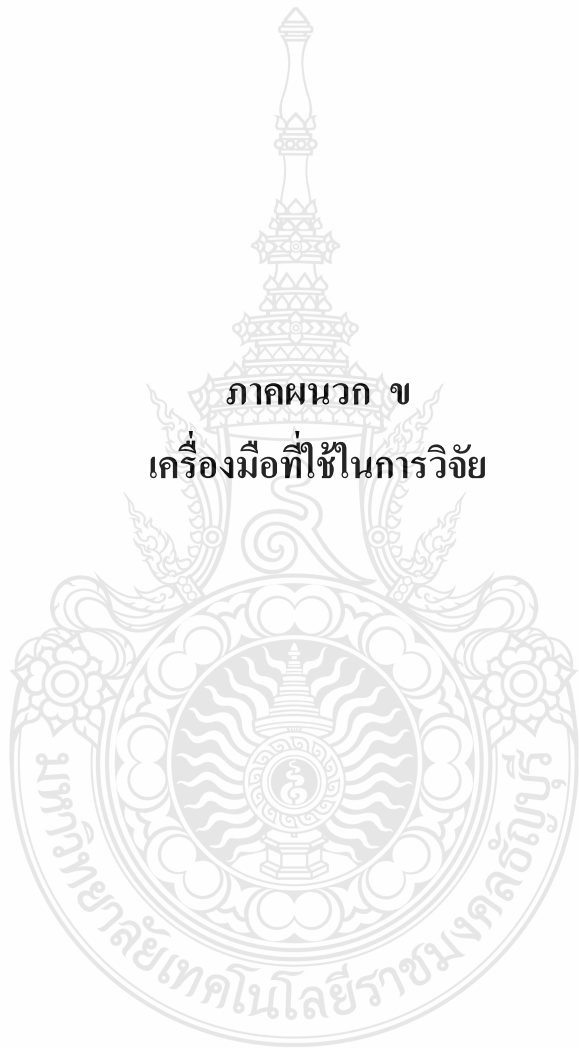 ภาคผนวก ข
เครื่องมือที่ใช้ในการวิจัย
มหาวิทยาลัยเทคโนโลยีราชมงคลธัญบุรี